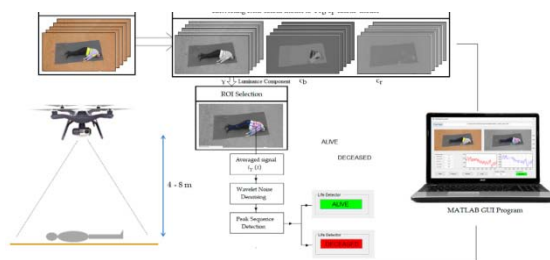 Y
Luminance Component
Cb
Cr
ROI Selection
4 - 8 m
Averaged signal
Wavelet Noise
Denoising
Peak Sequence
Detection
ALIVE
DECEASED
Life Detector
ALIVE
Life Detector
DECEASED
MATLAB GUI Program